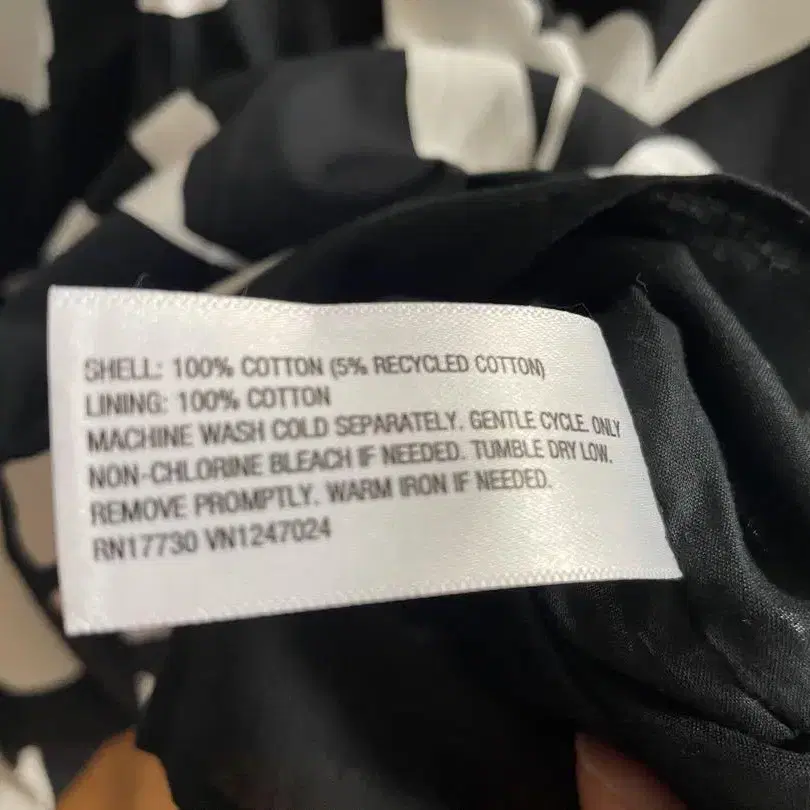 SHELL: 100% COTTON (5% RECYCLED COTTON)
LINING: 100% COTTON
MACHINE WASH COLD SEPARATELY. GENTLE CYCLE. ONLY
NON-CHLORINE BLEACH IF NEEDED. TUMBLE DRY LOW.
REMOVE PROMPTLY. WARM IRON IF NEEDED.
RN17730 VN1247024